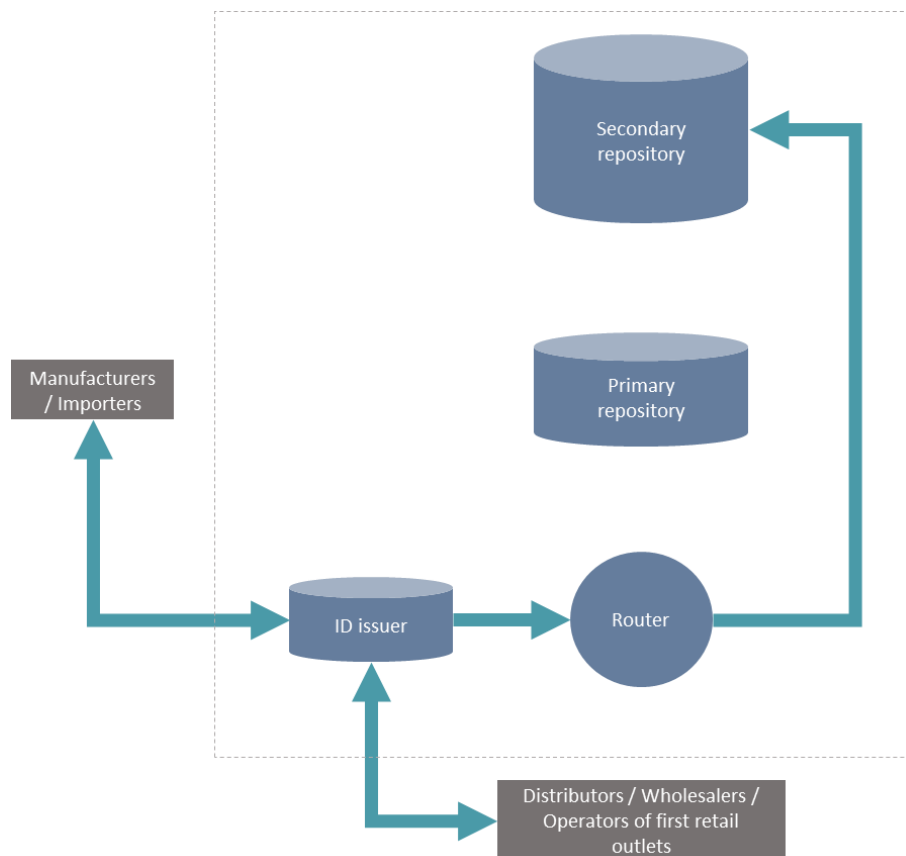 Secondary
repository
Primary
repository
Manufacturers
/ Importers
ID issuer
Router
Distributors / Wholesalers /
Operators of first retail
outlets